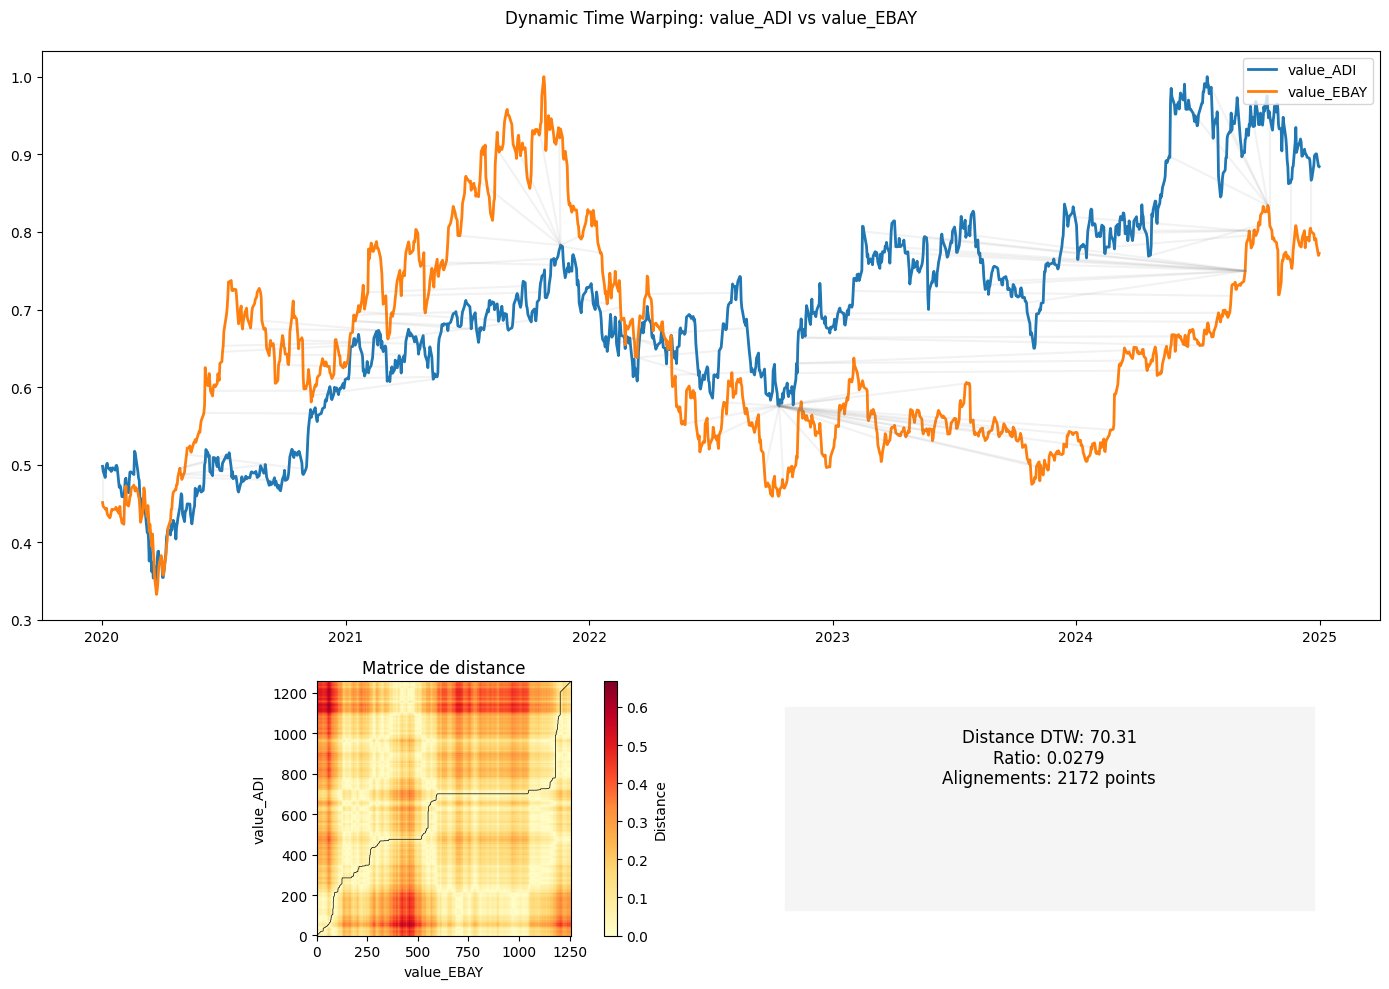 Dynamic Time Warping: value_ADI vs value_EBAY
value_ADI
value_EBAY
1.0
0.9
0.8
0.7
0.6
0.5
0.4
0.3
2020 2021 2022 2023 2024 2025
Matrice de distance
value_ADI
1200
1000
800
600
400
200
0
0 250 500 750 1000 1250
value_EBAY
0.6
0.5
0.4
0.3
0.2
0.1
0.0
Distance
Distance DTW: 70.31
Ratio: 0.0279
Alignements: 2172 points